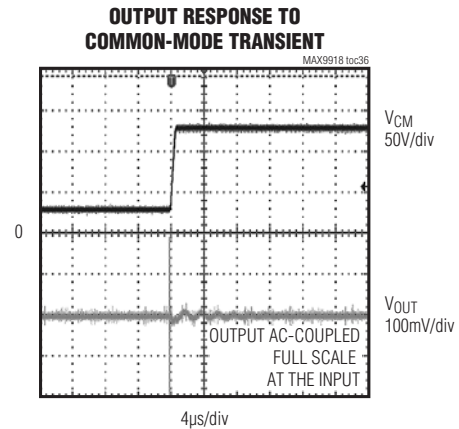 OUTPUT RESPONSE TO
COMMON-MODE TRANSIENT
MAX9918 toc36
VCM
50V/div
0
VOUT
100mV/div
OUTPUT AC-COUPLED
FULL SCALE
AT THE INPUT
4µs/div